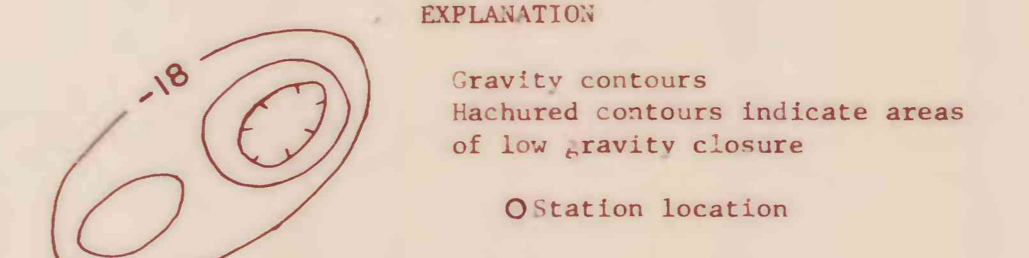 EXPLANATION
-18
Gravity contours
Hachured contours indicate areas
of low gravity closure
O Station location